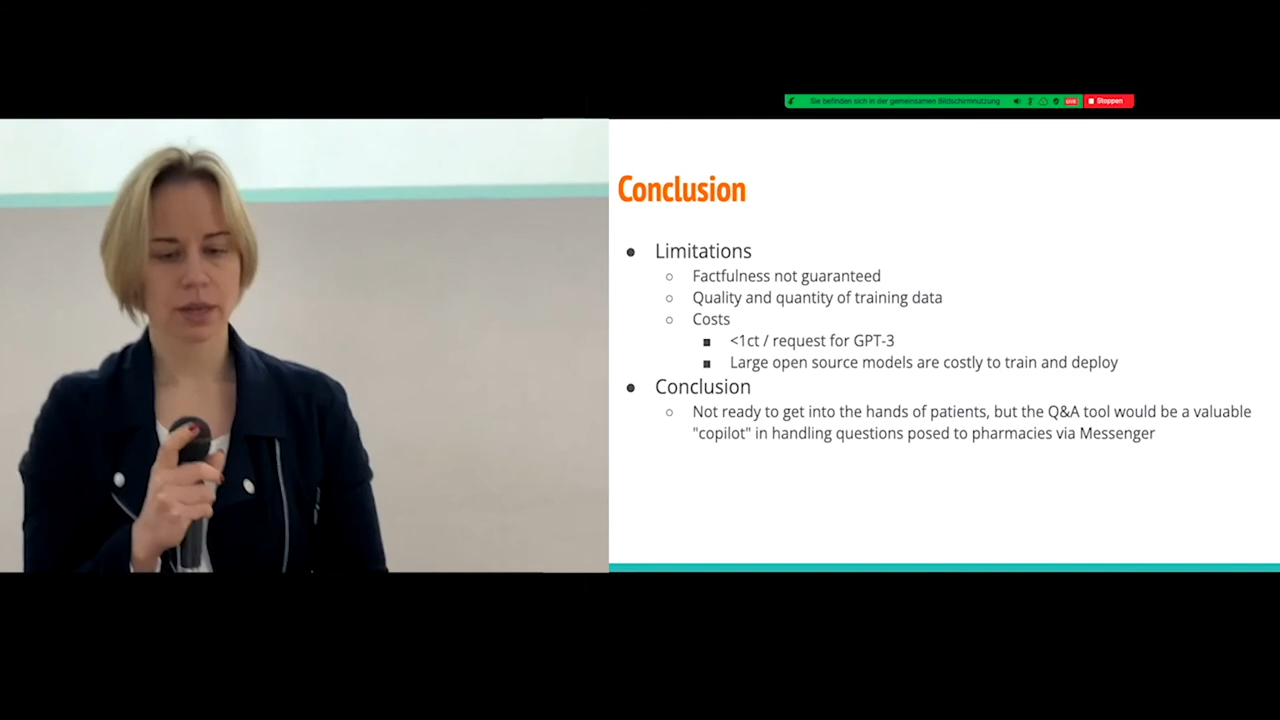 Sie befinden sich in der gemeinsamen Bildschirmnutzung
LIVE
Stoppen
Conclusion
Limitations
Factfulness not guaranteed
Quality and quantity of training data
Costs
<1ct / request for GPT-3
Large open source models are costly to train and deploy
Conclusion
Not ready to get into the hands of patients, but the Q&A tool would be a valuable
"copilot" in handling questions posed to pharmacies via Messenger